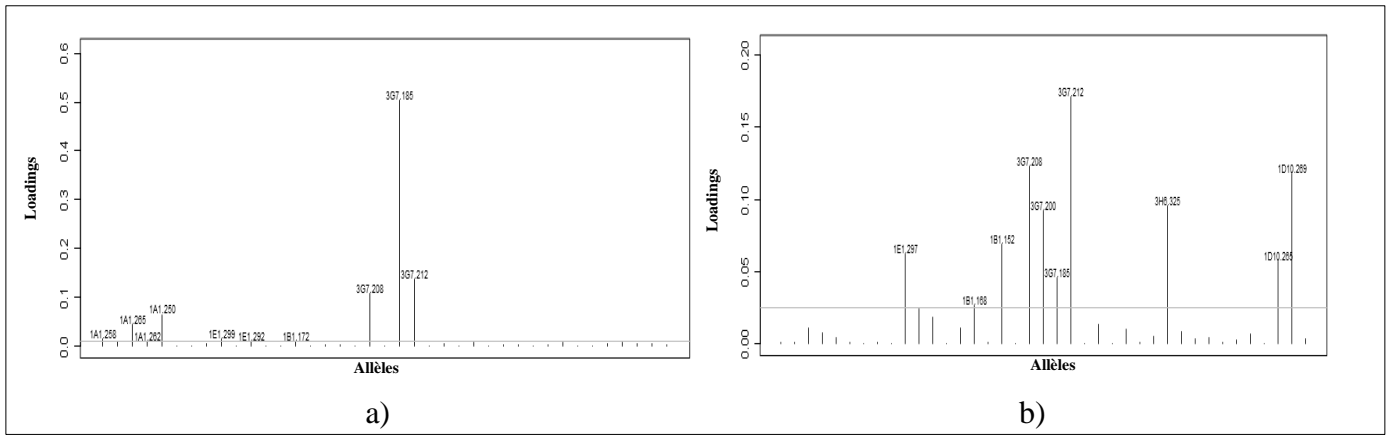 0.6
0.5
0.4
0.3
0.2
0.1
0.0
Loadings
3G7,185
3G7,212
3G7,208
1A1,250
1A1,265
1A1,258
1A1,262
1E1,299
1E1,292
1B1,172
Allèles
a)
0.20
0.15
0.10
0.05
0.00
Loadings
3G7,212
3G7,208
1D10,269
3G7,200
3H6,325
1B1,152
1E1,297
1D10,265
3G7,185
1B1,168
Allèles
b)